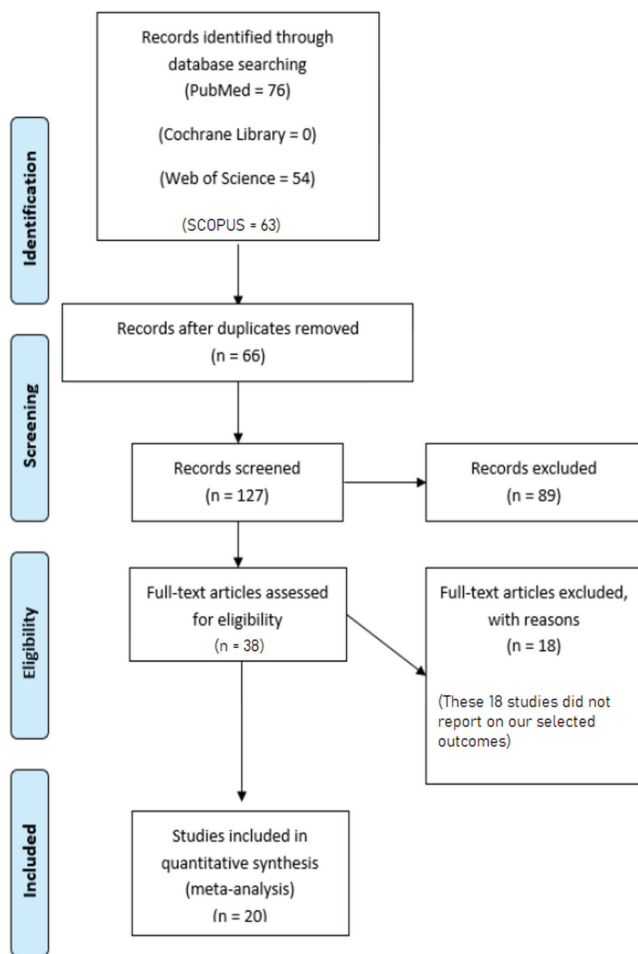 Records identified through
database searching
(PubMed = 76)
(Cochrane Library = 0)
(Web of Science = 54)
(SCOPUS = 63)
Identification
Records after duplicates removed
(n = 66)
Screening
Records screened
(n = 127)
Records excluded
(n = 89)
Eligibility
Full-text articles assessed
for eligibility
(n = 38)
Full-text articles excluded,
with reasons
(n = 18)
(These 18 studies did not
report on our selected
outcomes)
Included
Studies included in
quantitative synthesis
(meta-analysis)
(n = 20)